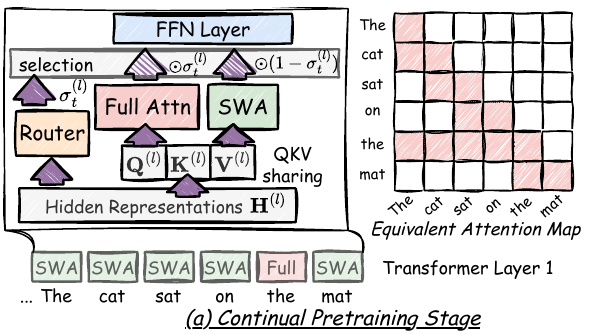 FFN Layer
selection ⊙σ_t^(l) ⊙(1 − σ_t^(l))
σ_t^(l)
Full Attn SWA
Router
Q^(l) K^(l) V^(l) QKV sharing
Hidden Representations H^(l)
SWA SWA SWA SWA Full SWA Transformer Layer 1
... The cat sat on the mat
The
cat
sat
on
the
mat
The cat sat on the mat
Equivalent Attention Map
(a) Continual Pretraining Stage